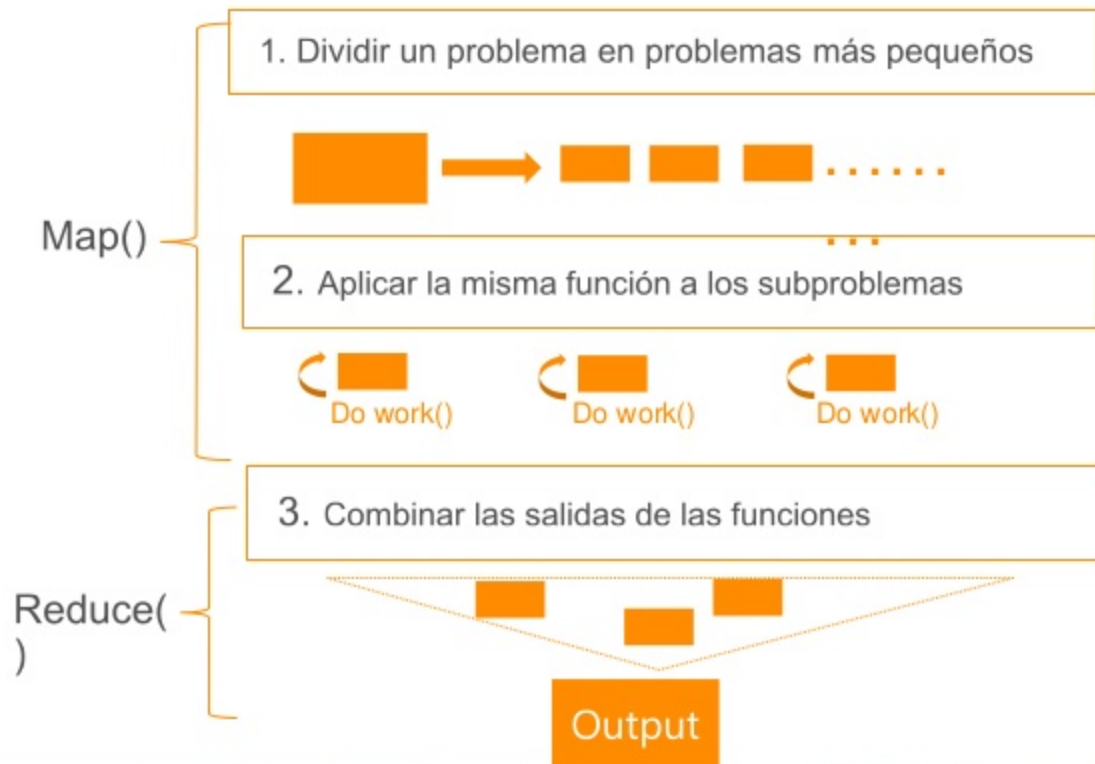 1. Dividir un problema en problemas más pequeños
Map()
2. Aplicar la misma función a los subproblemas
Do work()
Do work()
Do work()
3. Combinar las salidas de las funciones
Reduce(
)
Output